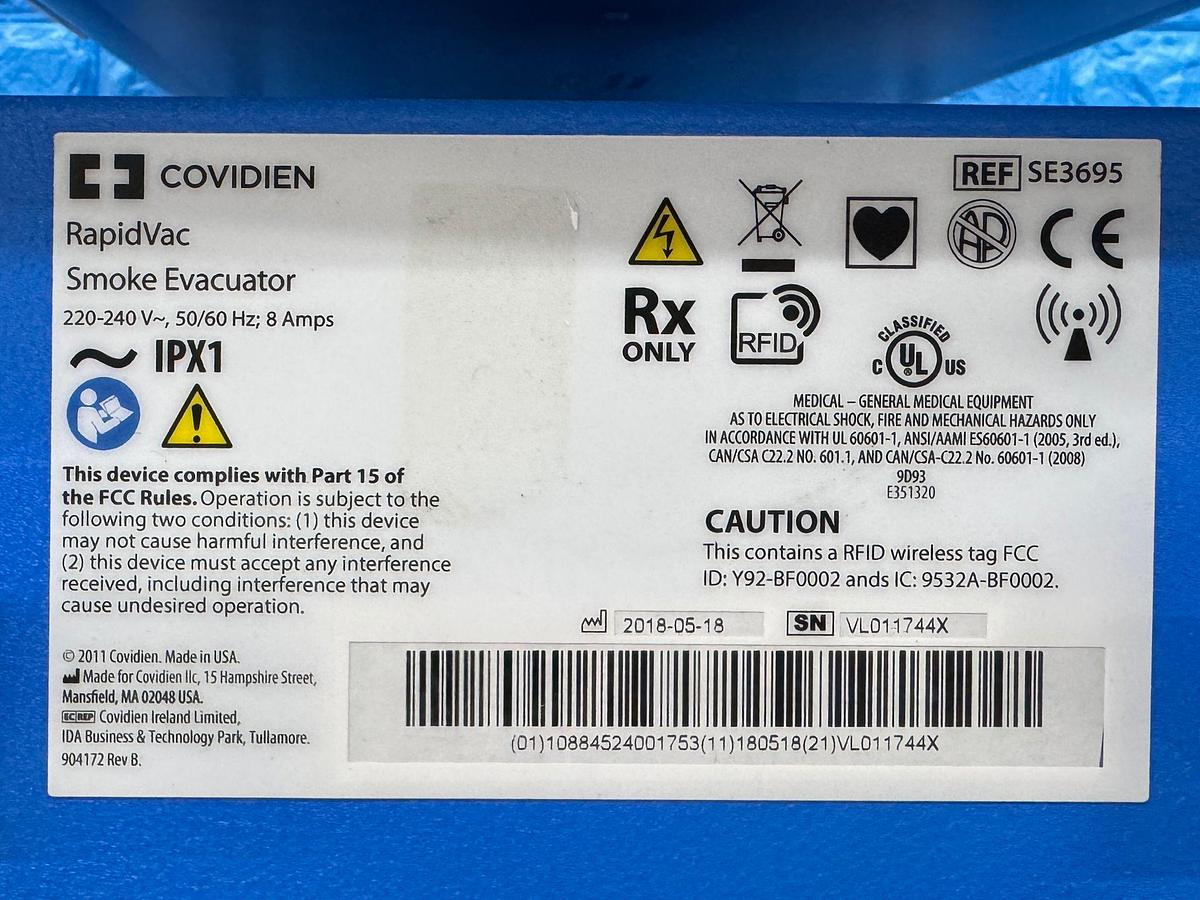 COVIDIEN
REF SE3695
RapidVac
Smoke Evacuator
220-240 V~, 50/60 Hz; 8 Amps
IPX1
Rx
ONLY
RFID
AP
CE
CLASSIFIED
C UL ® US
MEDICAL – GENERAL MEDICAL EQUIPMENT
AS TO ELECTRICAL SHOCK, FIRE AND MECHANICAL HAZARDS ONLY
IN ACCORDANCE WITH UL 60601-1, ANSI/AAMI ES60601-1 (2005, 3rd ed.),
CAN/CSA C22.2 NO. 601.1, AND CAN/CSA-C22.2 No. 60601-1 (2008)
9D93
E351320
This device complies with Part 15 of
the FCC Rules. Operation is subject to the
following two conditions: (1) this device
may not cause harmful interference, and
(2) this device must accept any interference
received, including interference that may
cause undesired operation.
CAUTION
This contains a RFID wireless tag FCC
ID: Y92-BF0002 ands IC: 9532A-BF0002.
2018-05-18 SN VL011744X
© 2011 Covidien. Made in USA.
Made for Covidien llc, 15 Hampshire Street,
Mansfield, MA 02048 USA.
EC REP Covidien Ireland Limited,
IDA Business & Technology Park, Tullamore.
904172 Rev B.
(01)10884524001753(11)180518(21)VL011744X